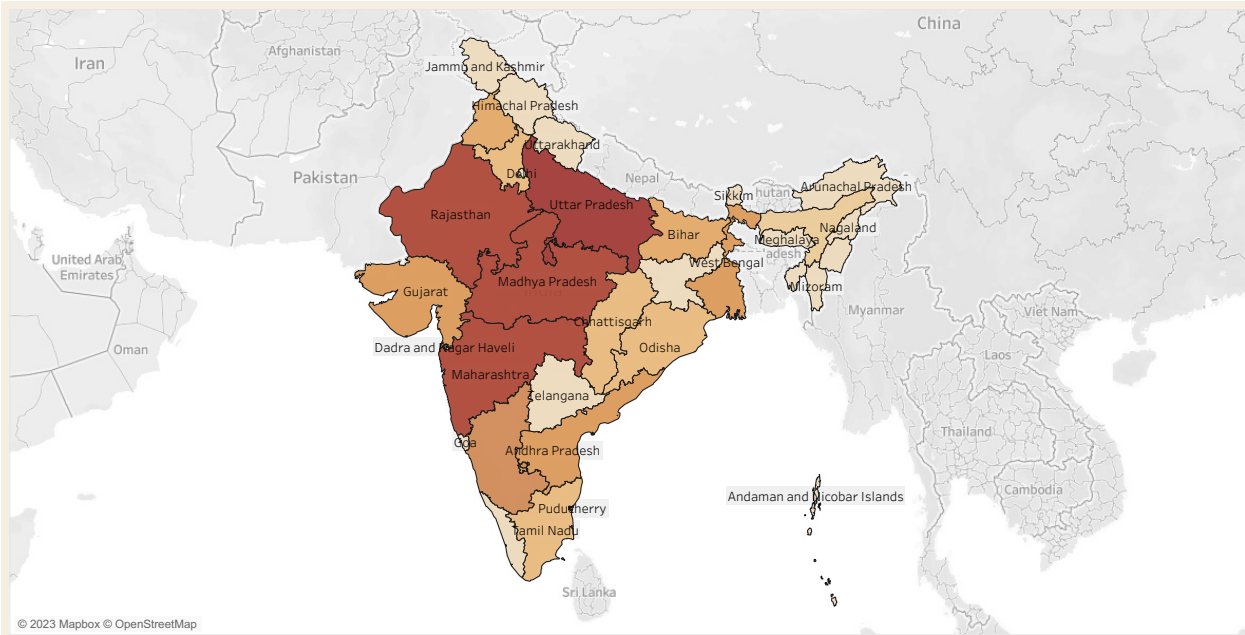 China
Afghanistan
Iran
Jammu and Kashmir
Himachal Pradesh
Uttarakhand
Pakistan
Delhi
Nepal
Sikkim
Arunachal Pradesh
Rajasthan
Uttar Pradesh
Bihar
Meghalaya
Nagaland
United Arab
Emirates
West Bengal
Madhya Pradesh
Gujarat
Mizoram
Myanmar
Viet Nam
Chhattisgarh
Oman
Dadra and Nagar Haveli
Odisha
Laos
Maharashtra
Telangana
Goa
Andhra Pradesh
Thailand
Andaman and Nicobar Islands
Cambodia
Puducherry
Tamil Nadu
Sri Lanka
© 2023 Mapbox © OpenStreetMap